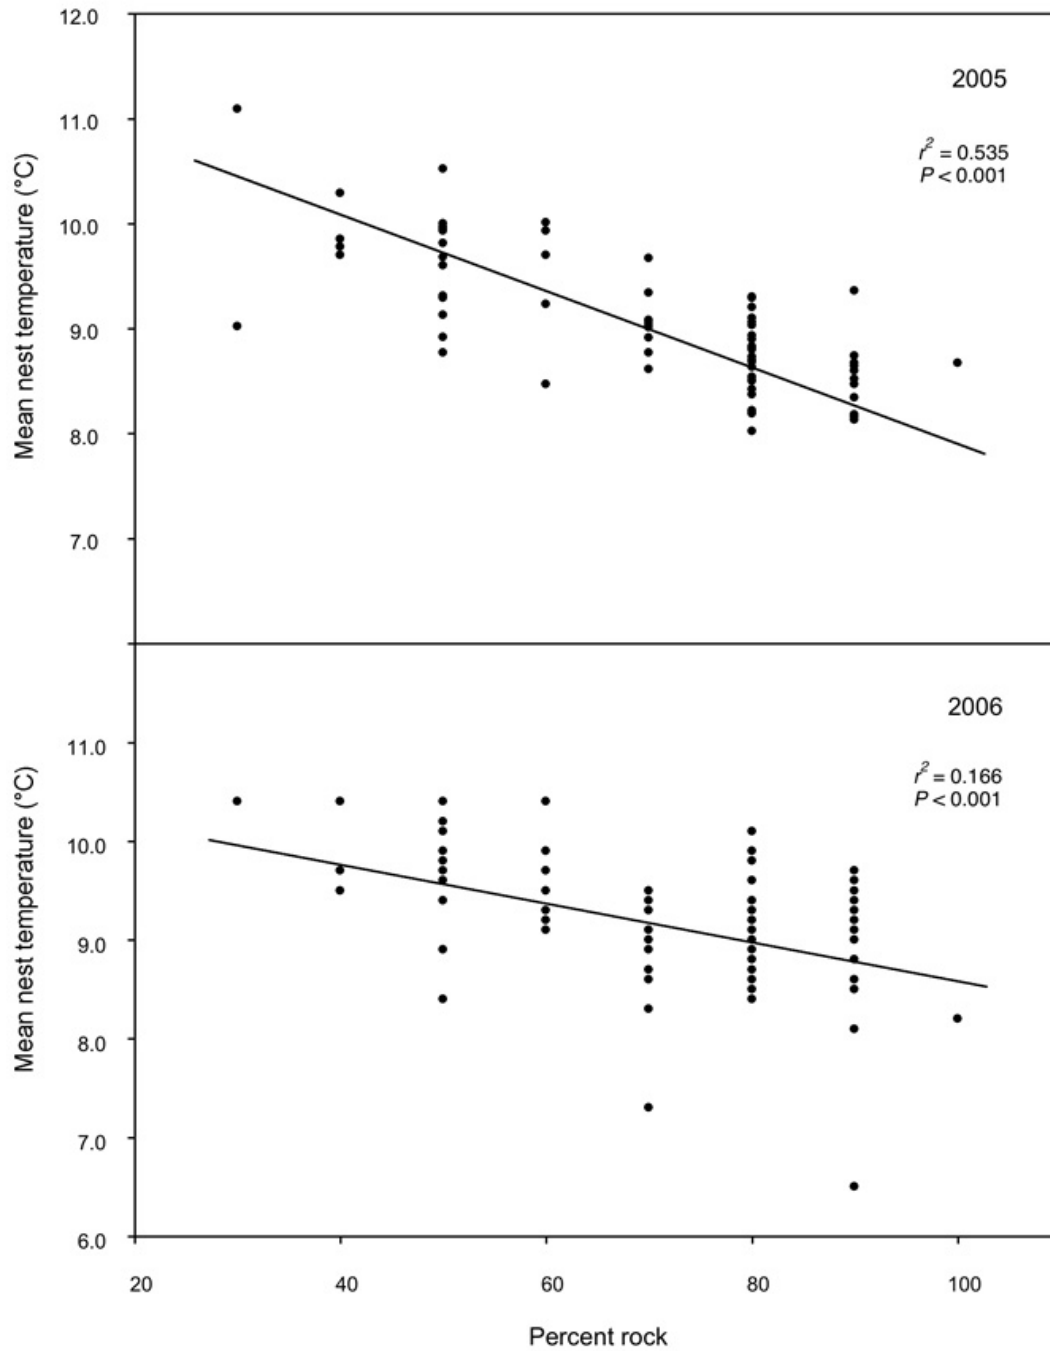 12.0
2005
11.0
r² = 0.535
P < 0.001
10.0
Mean nest temperature (°C)
9.0
8.0
7.0
2006
11.0
r² = 0.166
P < 0.001
10.0
Mean nest temperature (°C)
9.0
8.0
7.0
6.0
20 40 60 80 100
Percent rock